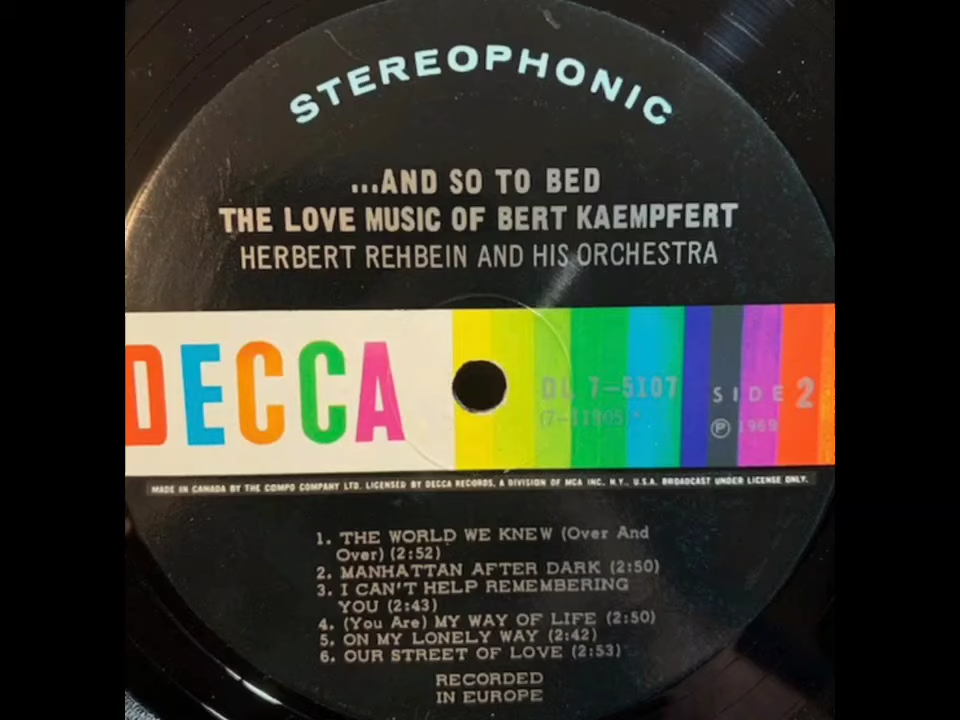 STEREOPHONIC
...AND SO TO BED
THE LOVE MUSIC OF BERT KAEMPFERT
HERBERT REHBEIN AND HIS ORCHESTRA
DECCA
DL 7-5107
(7-11805)*
SIDE 2
℗ 1969
MADE IN CANADA BY THE COMPO COMPANY LTD. LICENSED BY DECCA RECORDS, A DIVISION OF MCA INC., N.Y., U.S.A. BROADCAST UNDER LICENSE ONLY.
1. THE WORLD WE KNEW (Over And
Over) (2:52)
2. MANHATTAN AFTER DARK (2:50)
3. I CAN'T HELP REMEMBERING
YOU (2:43)
4. (You Are) MY WAY OF LIFE (2:50)
5. ON MY LONELY WAY (2:42)
6. OUR STREET OF LOVE (2:53)
RECORDED
IN EUROPE